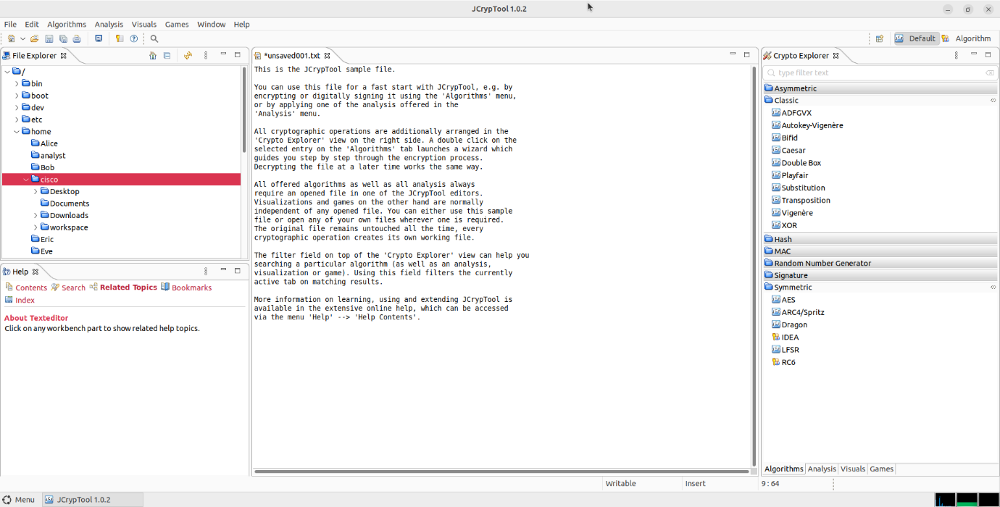 JCrypTool 1.0.2
File Edit Algorithms Analysis Visuals Games Window Help
Default Algorithm
File Explorer
/
bin
boot
dev
etc
home
Alice
analyst
Bob
cisco
Desktop
Documents
Downloads
workspace
Eric
Eve
Help
Contents Search Related Topics Bookmarks
Index
About Texteditor
Click on any workbench part to show related help topics.
*unsaved001.txt
This is the JCrypTool sample file.
You can use this file for a fast start with JCrypTool, e.g. by
encrypting or digitally signing it using the 'Algorithms' menu,
or by applying one of the analysis offered in the
'Analysis' menu.
All cryptographic operations are additionally arranged in the
'Crypto Explorer' view on the right side. A double click on the
selected entry on the 'Algorithms' tab launches a wizard which
guides you step by step through the encryption process.
Decrypting the file at a later time works the same way.
All offered algorithms as well as all analysis always
require an opened file in one of the JCrypTool editors.
Visualizations and games on the other hand are normally
independent of any opened file. You can either use this sample
file or open any of your own files wherever one is required.
The original file remains untouched all the time, every
cryptographic operation creates its own working file.
The filter field on top of the 'Crypto Explorer' view can help you
searching a particular algorithm (as well as an analysis,
visualization or game). Using this field filters the currently
active tab on matching results.
More information on learning, using and extending JCrypTool is
available in the extensive online help, which can be accessed
via the menu 'Help' --> 'Help Contents'.
Crypto Explorer
type filter text
Asymmetric
Classic
ADFGVX
Autokey-Vigenère
Bifid
Caesar
Double Box
Playfair
Substitution
Transposition
Vigenère
XOR
Hash
MAC
Random Number Generator
Signature
Symmetric
AES
ARC4/Spritz
Dragon
IDEA
LFSR
RC6
Algorithms Analysis Visuals Games
Writable Insert 9 : 64
Menu JCrypTool 1.0.2